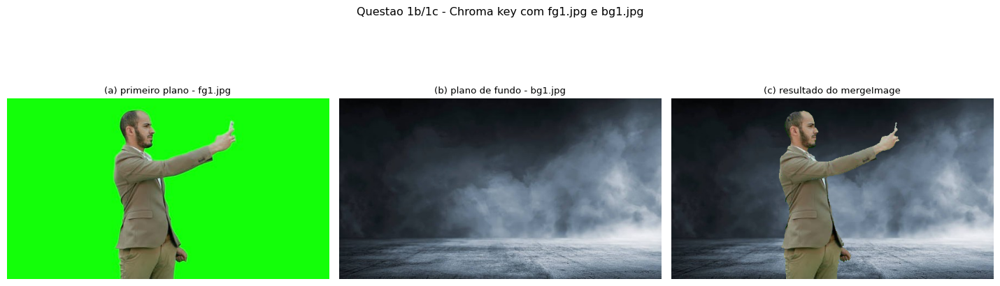 Questao 1b/1c - Chroma key com fg1.jpg e bg1.jpg
(a) primeiro plano - fg1.jpg
(b) plano de fundo - bg1.jpg
(c) resultado do mergeImage